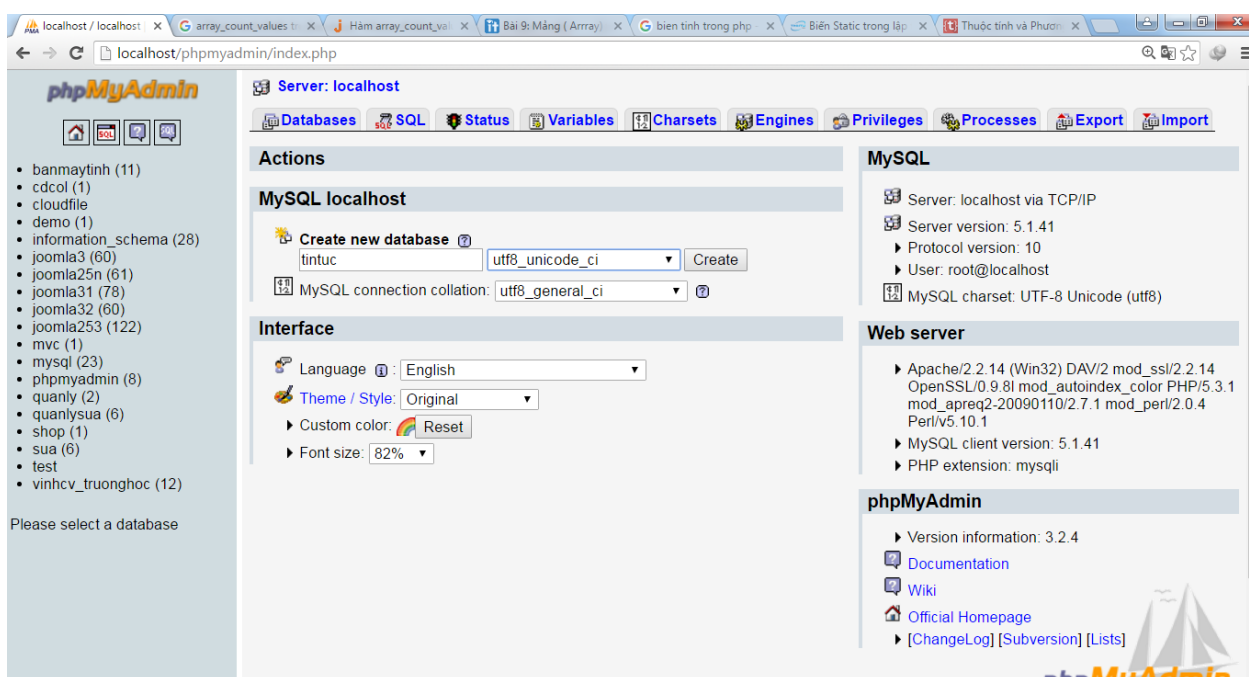 localhost / localhost |
array_count_values tr
Hàm array_count_val
Bài 9: Mảng ( Arrray)
bien tinh trong php -
Biến Static trong lập
Thuộc tính và Phươn
localhost/phpmyadmin/index.php
phpMyAdmin
SQL
SQL
banmaytinh (11)
cdcol (1)
cloudfile
demo (1)
information_schema (28)
joomla3 (60)
joomla25n (61)
joomla31 (78)
joomla32 (60)
joomla253 (122)
mvc (1)
mysql (23)
phpmyadmin (8)
quanly (2)
quanlysua (6)
shop (1)
sua (6)
test
vinhcv_truonghoc (12)
Please select a database
Server: localhost
Databases SQL Status Variables Charsets Engines Privileges Processes Export Import
Actions
MySQL localhost
Create new database
tintuc utf8_unicode_ci Create
MySQL connection collation: utf8_general_ci
Interface
Language : English
Theme / Style: Original
Custom color: Reset
Font size: 82%
MySQL
Server: localhost via TCP/IP
Server version: 5.1.41
Protocol version: 10
User: root@localhost
MySQL charset: UTF-8 Unicode (utf8)
Web server
Apache/2.2.14 (Win32) DAV/2 mod_ssl/2.2.14
OpenSSL/0.9.8l mod_autoindex_color PHP/5.3.1
mod_apreq2-20090110/2.7.1 mod_perl/2.0.4
Perl/v5.10.1
MySQL client version: 5.1.41
PHP extension: mysqli
phpMyAdmin
Version information: 3.2.4
Documentation
Wiki
Official Homepage
[ChangeLog] [Subversion] [Lists]
phpMyAdmin